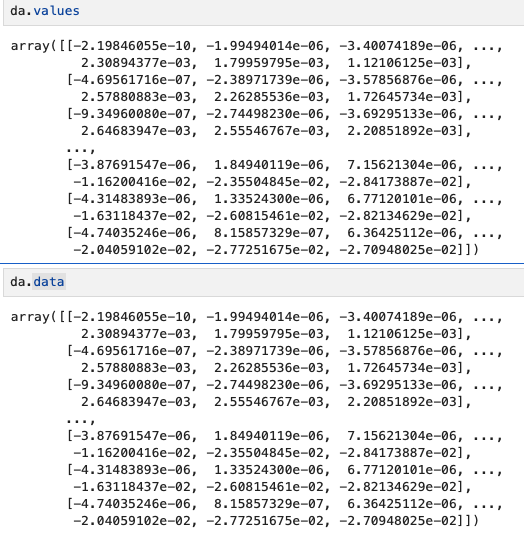 da.values
array([[-2.19846055e-10, -1.99494014e-06, -3.40074189e-06, ...,
2.30894377e-03, 1.79959795e-03, 1.12106125e-03],
[-4.69561716e-07, -2.38971739e-06, -3.57856876e-06, ...,
2.57880883e-03, 2.26285536e-03, 1.72645734e-03],
[-9.34960080e-07, -2.74498230e-06, -3.69295133e-06, ...,
2.64683947e-03, 2.55546767e-03, 2.20851892e-03],
...,
[-3.87691547e-06, 1.84940119e-06, 7.15621304e-06, ...,
-1.16200416e-02, -2.35504845e-02, -2.84173887e-02],
[-4.31483893e-06, 1.33524300e-06, 6.77120101e-06, ...,
-1.63118437e-02, -2.60815461e-02, -2.82134629e-02],
[-4.74035246e-06, 8.15857329e-07, 6.36425112e-06, ...,
-2.04059102e-02, -2.77251675e-02, -2.70948025e-02]])
da.data
array([[-2.19846055e-10, -1.99494014e-06, -3.40074189e-06, ...,
2.30894377e-03, 1.79959795e-03, 1.12106125e-03],
[-4.69561716e-07, -2.38971739e-06, -3.57856876e-06, ...,
2.57880883e-03, 2.26285536e-03, 1.72645734e-03],
[-9.34960080e-07, -2.74498230e-06, -3.69295133e-06, ...,
2.64683947e-03, 2.55546767e-03, 2.20851892e-03],
...,
[-3.87691547e-06, 1.84940119e-06, 7.15621304e-06, ...,
-1.16200416e-02, -2.35504845e-02, -2.84173887e-02],
[-4.31483893e-06, 1.33524300e-06, 6.77120101e-06, ...,
-1.63118437e-02, -2.60815461e-02, -2.82134629e-02],
[-4.74035246e-06, 8.15857329e-07, 6.36425112e-06, ...,
-2.04059102e-02, -2.77251675e-02, -2.70948025e-02]])